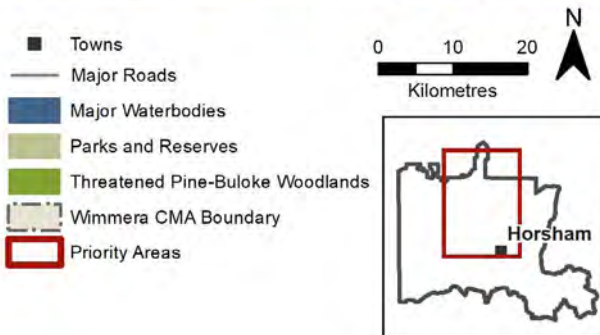 Towns
Major Roads
Major Waterbodies
Parks and Reserves
Threatened Pine-Buloke Woodlands
Wimmera CMA Boundary
Priority Areas
0 10 20
Kilometres
N
Horsham